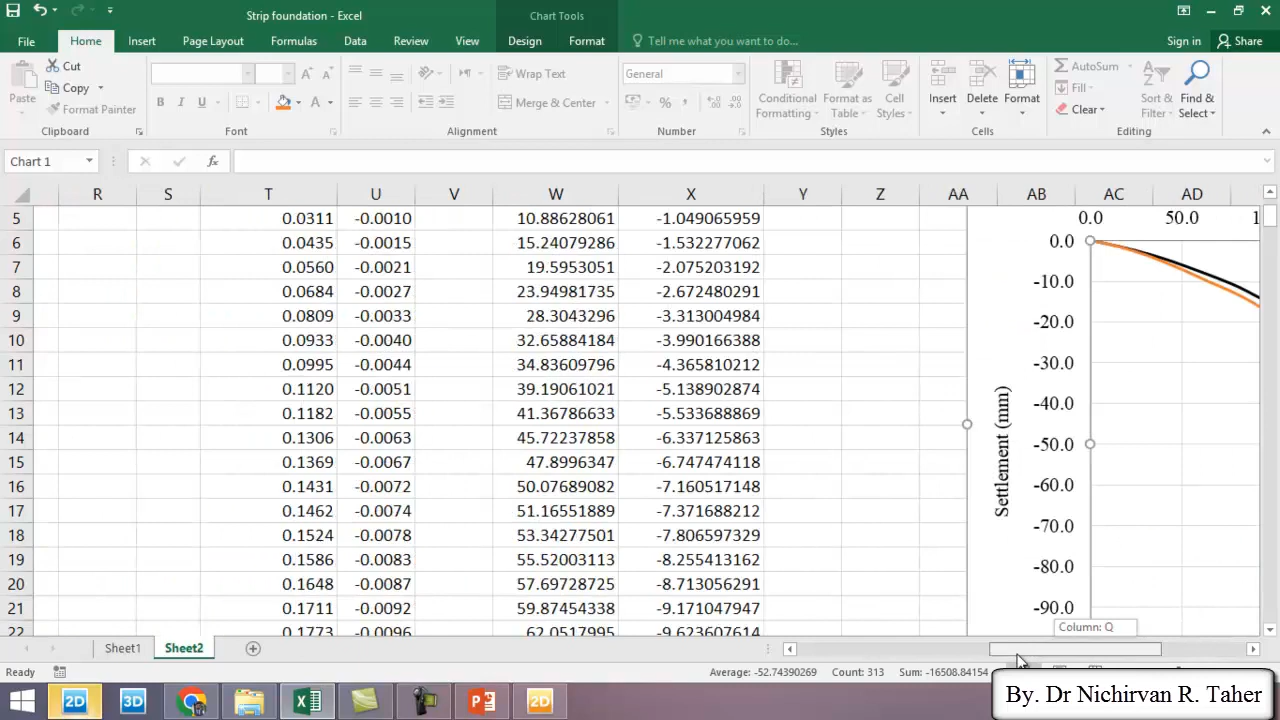 Strip foundation - Excel
Chart Tools
File Home Insert Page Layout Formulas Data Review View Design Format Tell me what you want to do... Sign in Share
Paste
Cut
Copy
Format Painter
Clipboard
Font
Wrap Text
Merge & Center
Alignment
General
Number
Conditional Formatting
Format as Table
Cell Styles
Styles
Insert
Delete
Format
Cells
AutoSum
Fill
Clear
Sort & Filter
Find & Select
Editing
Chart 1
fx
R S T U V W X Y Z AA AB AC AD
5 0.0311 -0.0010 10.88628061 -1.049065959
6 0.0435 -0.0015 15.24079286 -1.532277062
7 0.0560 -0.0021 19.5953051 -2.075203192
8 0.0684 -0.0027 23.94981735 -2.672480291
9 0.0809 -0.0033 28.3043296 -3.313004984
10 0.0933 -0.0040 32.65884184 -3.990166388
11 0.0995 -0.0044 34.83609796 -4.365810212
12 0.1120 -0.0051 39.19061021 -5.138902874
13 0.1182 -0.0055 41.36786633 -5.533688869
14 0.1306 -0.0063 45.72237858 -6.337125863
15 0.1369 -0.0067 47.8996347 -6.747474118
16 0.1431 -0.0072 50.07689082 -7.160517148
17 0.1462 -0.0074 51.16551889 -7.371688212
18 0.1524 -0.0078 53.34277501 -7.806597329
19 0.1586 -0.0083 55.52003113 -8.255413162
20 0.1648 -0.0087 57.69728725 -8.713056291
21 0.1711 -0.0092 59.87454338 -9.171047947
22 0.1773 -0.0096 62.0517995 -9.623607614
0.0 50.0 1
0.0
-10.0
-20.0
-30.0
-40.0
-50.0
-60.0
-70.0
-80.0
-90.0
Settlement (mm)
Column: Q
Sheet1 Sheet2
Ready
Average: -52.74390269 Count: 313 Sum: -16508.84154
2D 3D 2D
By. Dr Nichirvan R. Taher